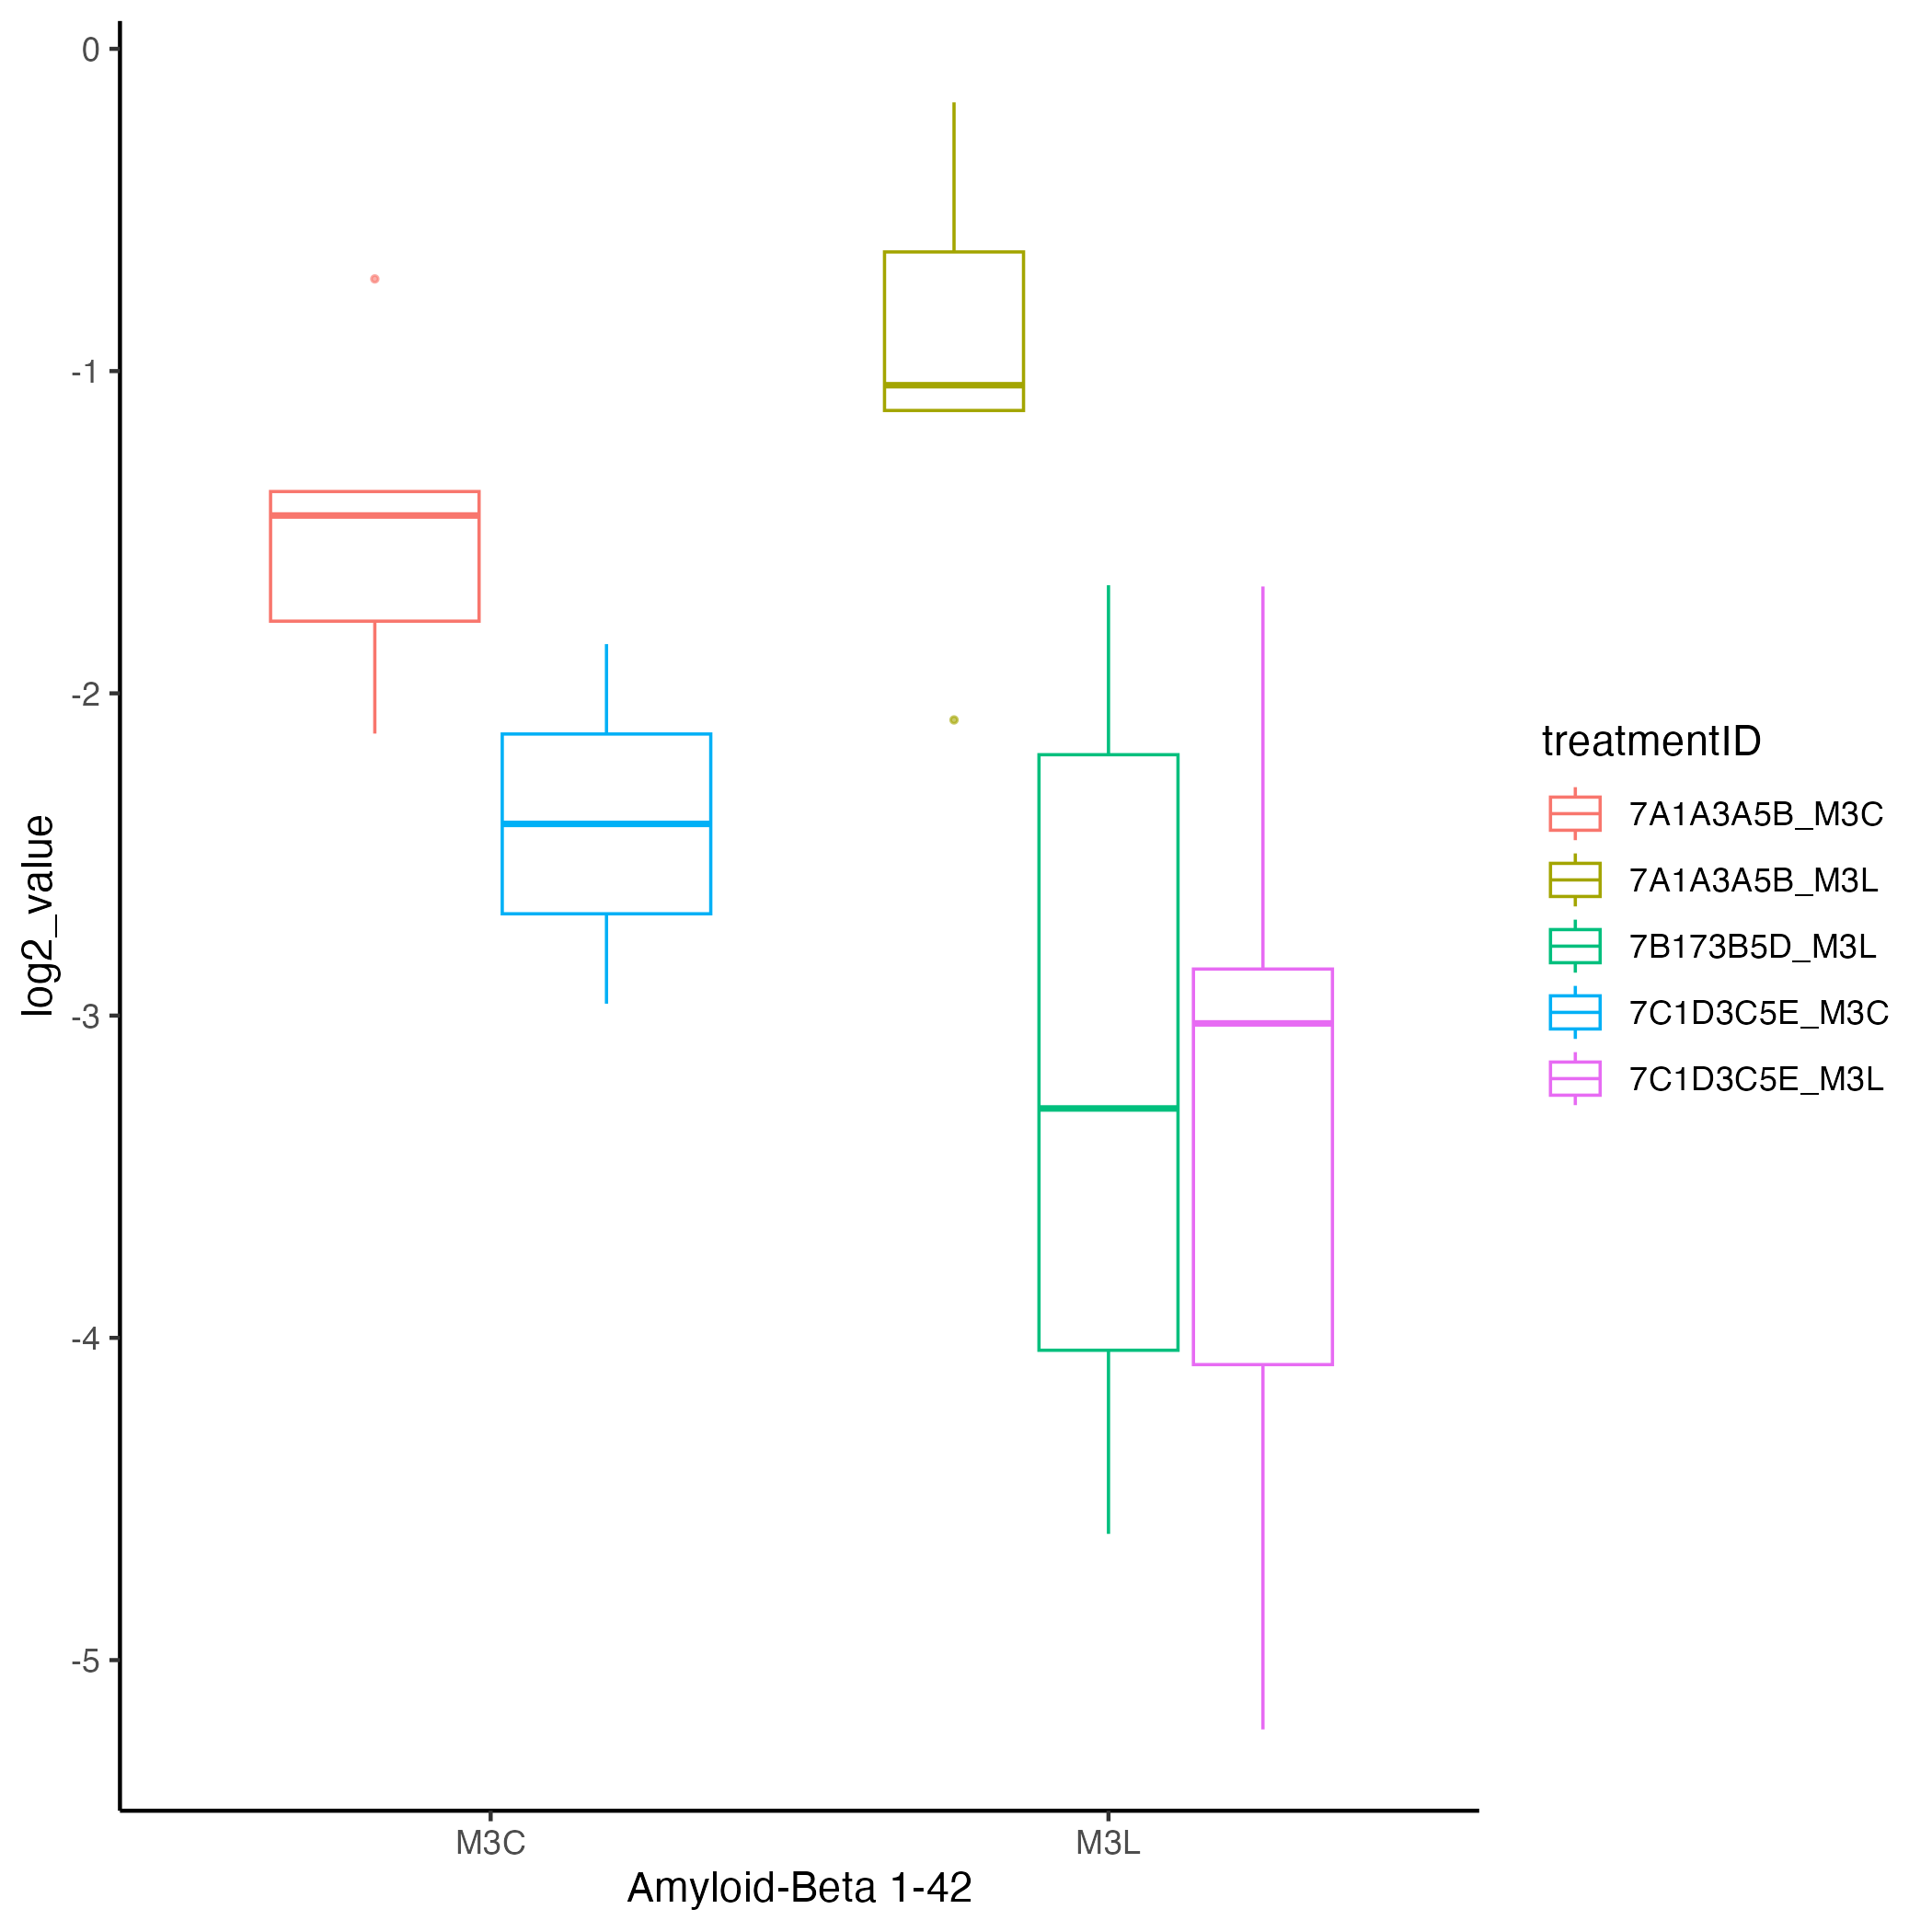 0
-1
-2
-3
-4
-5
log2_value
M3C
M3L
Amyloid-Beta 1-42
treatmentID
7A1A3A5B_M3C
7A1A3A5B_M3L
7B173B5D_M3L
7C1D3C5E_M3C
7C1D3C5E_M3L